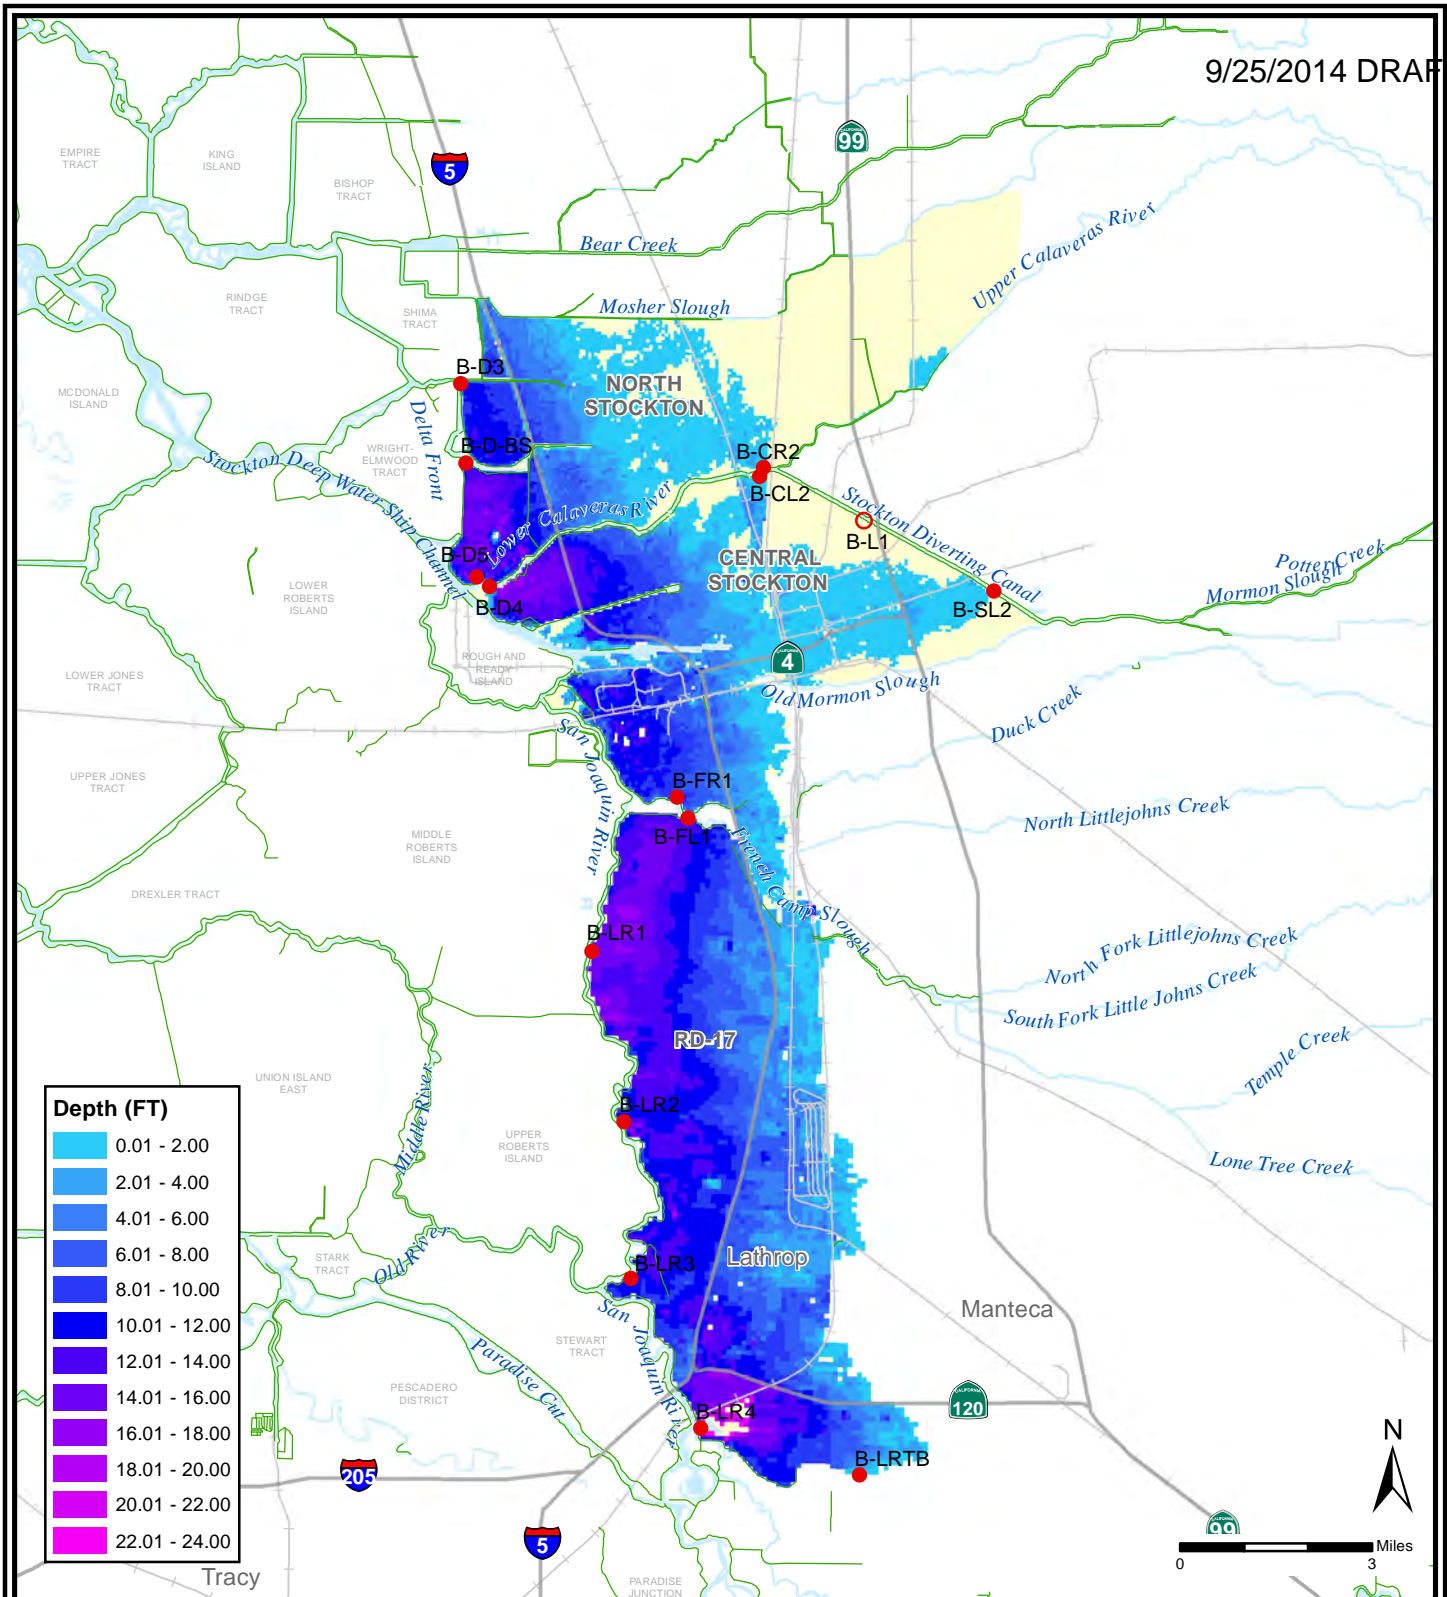 9/25/2014 DRAF
CALIFORNIA
99
5
EMPIRE
TRACT
KING
ISLAND
BISHOP
TRACT
Bear Creek
Upper Calaveras River
RINDGE
TRACT
SHIMA
TRACT
Mosher Slough
B-D3
NORTH
STOCKTON
MCDONALD
ISLAND
Delta Front
WRIGHT-
ELMWOOD
TRACT
B-D-BS
B-CR2
B-CL2
Stockton Deep Water Ship Channel
Lower Calaveras River
Stockton Diverting Canal
B-L1
B-D5
B-D4
CENTRAL
STOCKTON
Potter Creek
Mormon Slough
B-SL2
LOWER
ROBERTS
ISLAND
ROUGH AND
READY
ISLAND
CALIFORNIA
4
LOWER JONES
TRACT
Old Mormon Slough
Duck Creek
San Joaquin River
UPPER JONES
TRACT
B-FR1
B-FL1
North Littlejohns Creek
MIDDLE
ROBERTS
ISLAND
French Camp Slough
DREXLER TRACT
B-LR1
North Fork Littlejohns Creek
South Fork Little Johns Creek
RD-17
Temple Creek
UNION ISLAND
EAST
Middle River
B-LR2
UPPER
ROBERTS
ISLAND
Lone Tree Creek
STARK
TRACT
Old River
Lathrop
B-LR3
San Joaquin River
Manteca
STEWART
TRACT
Paradise Cut
PESCADERO
DISTRICT
CALIFORNIA
120
B-LR4
B-LRTB
205
5
99
Tracy
PARADISE
JUNCTION
Depth (FT)
0.01 - 2.00
2.01 - 4.00
4.01 - 6.00
6.01 - 8.00
8.01 - 10.00
10.01 - 12.00
12.01 - 14.00
14.01 - 16.00
16.01 - 18.00
18.01 - 20.00
20.01 - 22.00
22.01 - 24.00
N
Miles
0
3